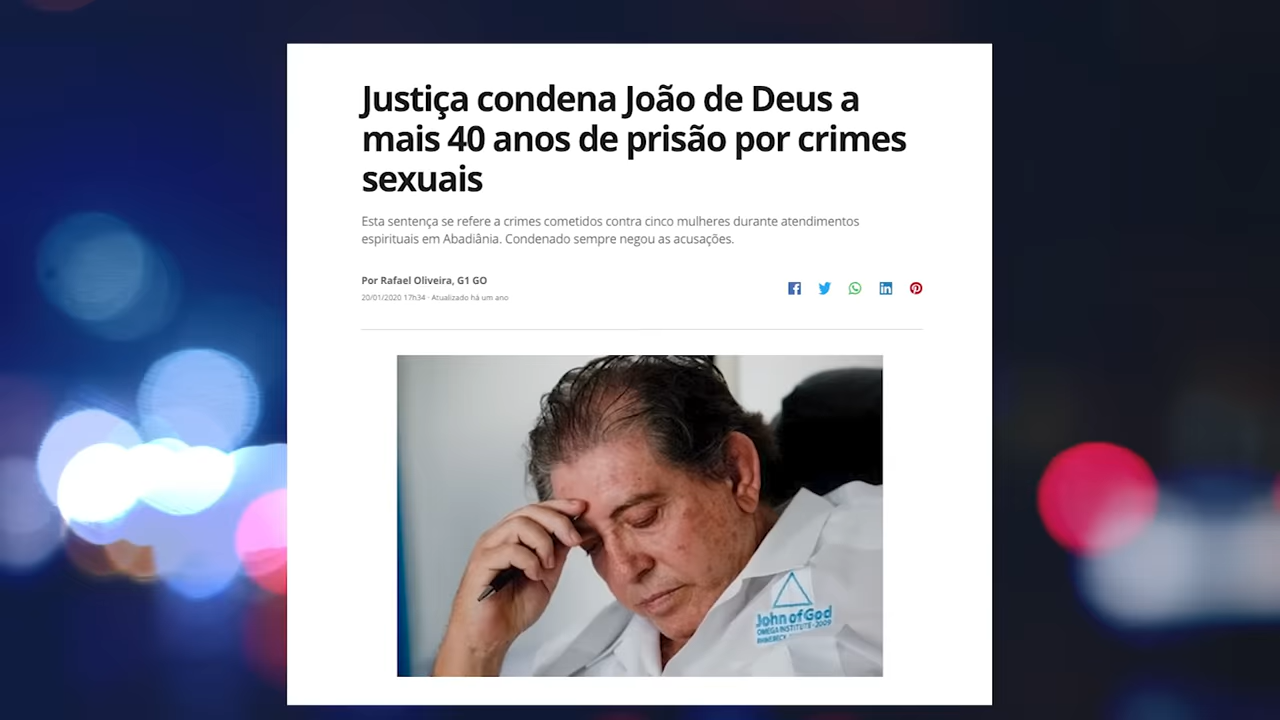 Justiça condena João de Deus a
mais 40 anos de prisão por crimes
sexuais
Esta sentença se refere a crimes cometidos contra cinco mulheres durante atendimentos
espirituais em Abadiânia. Condenado sempre negou as acusações.
Por Rafael Oliveira, G1 GO
20/01/2020 17h34 · Atualizado há um ano
John of God
OMEGA INSTITUTE · 2009